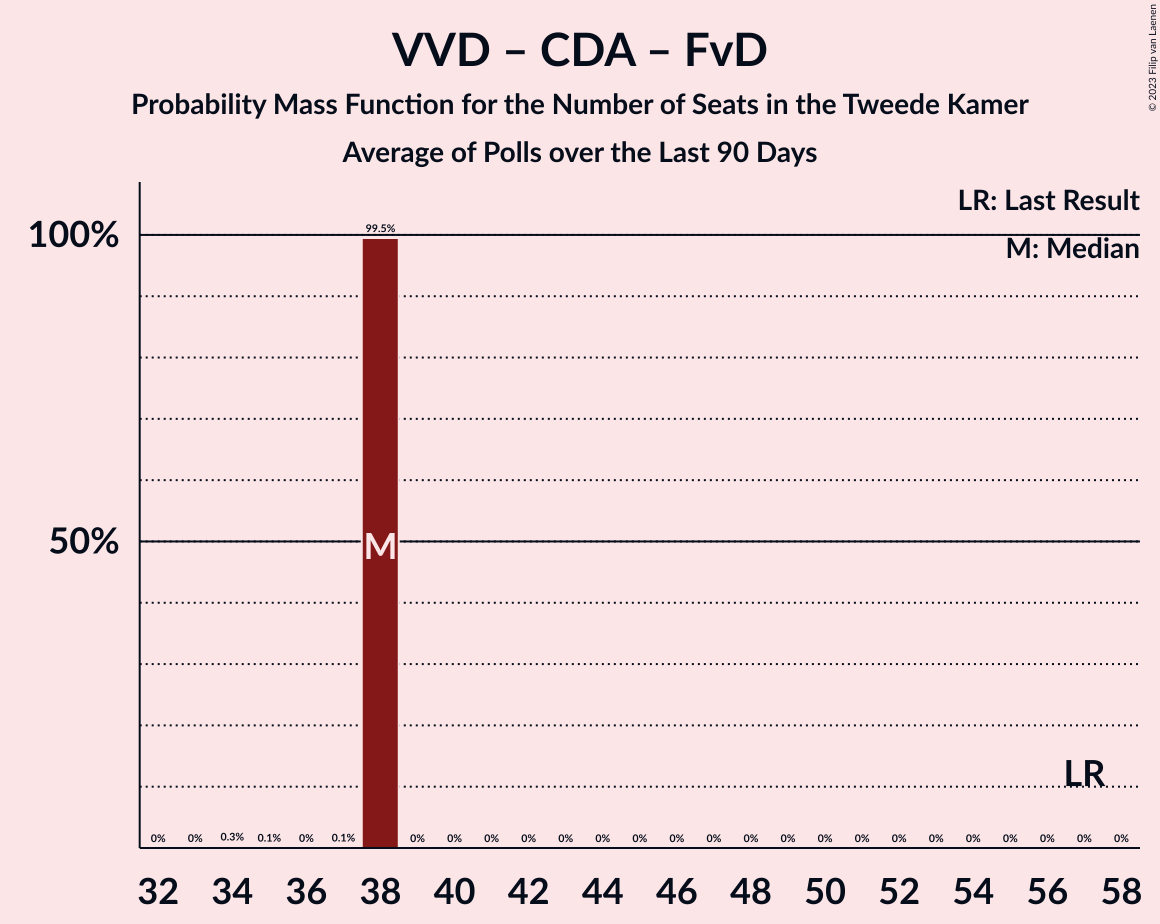 VVD – CDA – FvD
Probability Mass Function for the Number of Seats in the Tweede Kamer
Average of Polls over the Last 90 Days
© 2023 Filip van Laenen
LR: Last Result
M: Median
100%
50%
99.5%
M
LR
0% 0% 0.3% 0.1% 0% 0.1% 0% 0% 0% 0% 0% 0% 0% 0% 0% 0% 0% 0% 0% 0% 0% 0% 0% 0% 0% 0%
32 34 36 38 40 42 44 46 48 50 52 54 56 58